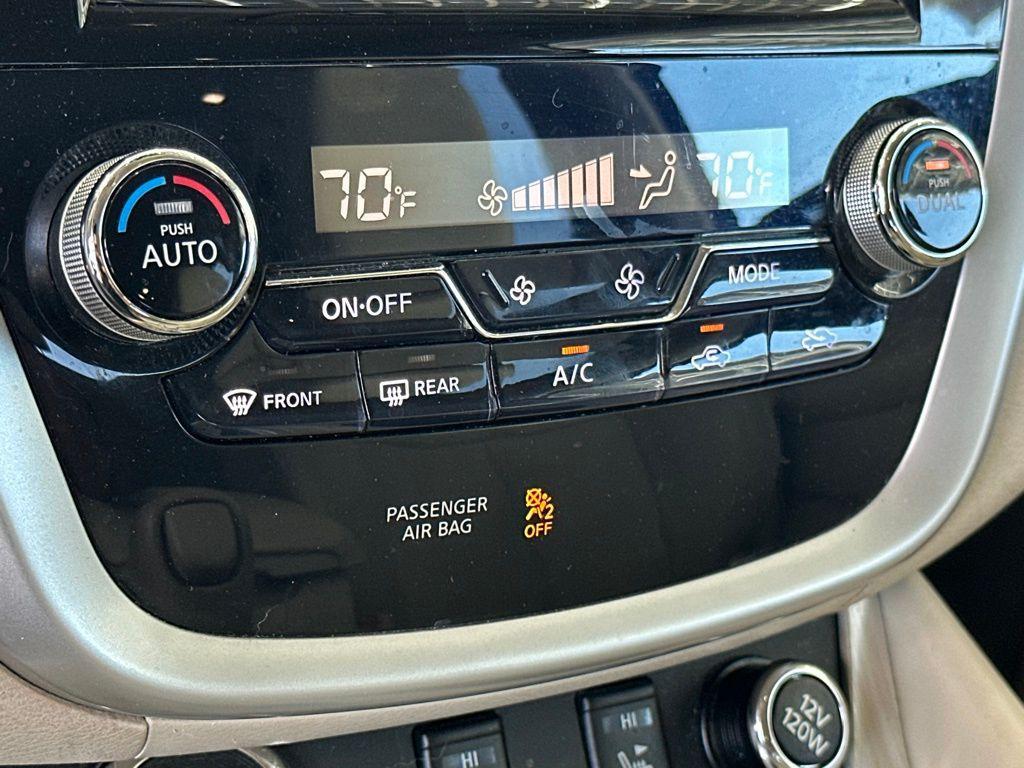 70°F 70°F
PUSH
AUTO
PUSH
DUAL
ON·OFF
MODE
FRONT
REAR
A/C
PASSENGER
AIR BAG
2
OFF
HI
HI
12V
120W